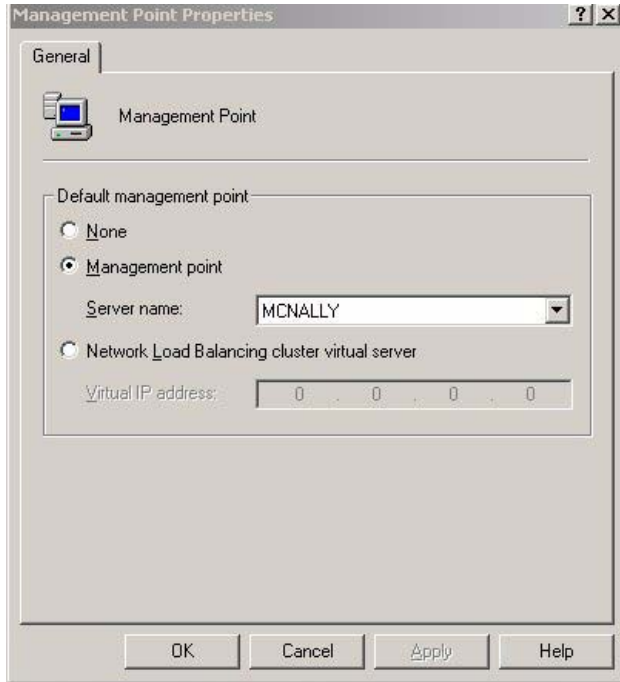 Management Point Properties
General
Management Point
Default management point
None
Management point
Server name: MCNALLY
Network Load Balancing cluster virtual server
Virtual IP address: 0 . 0 . 0 . 0
OK Cancel Apply Help